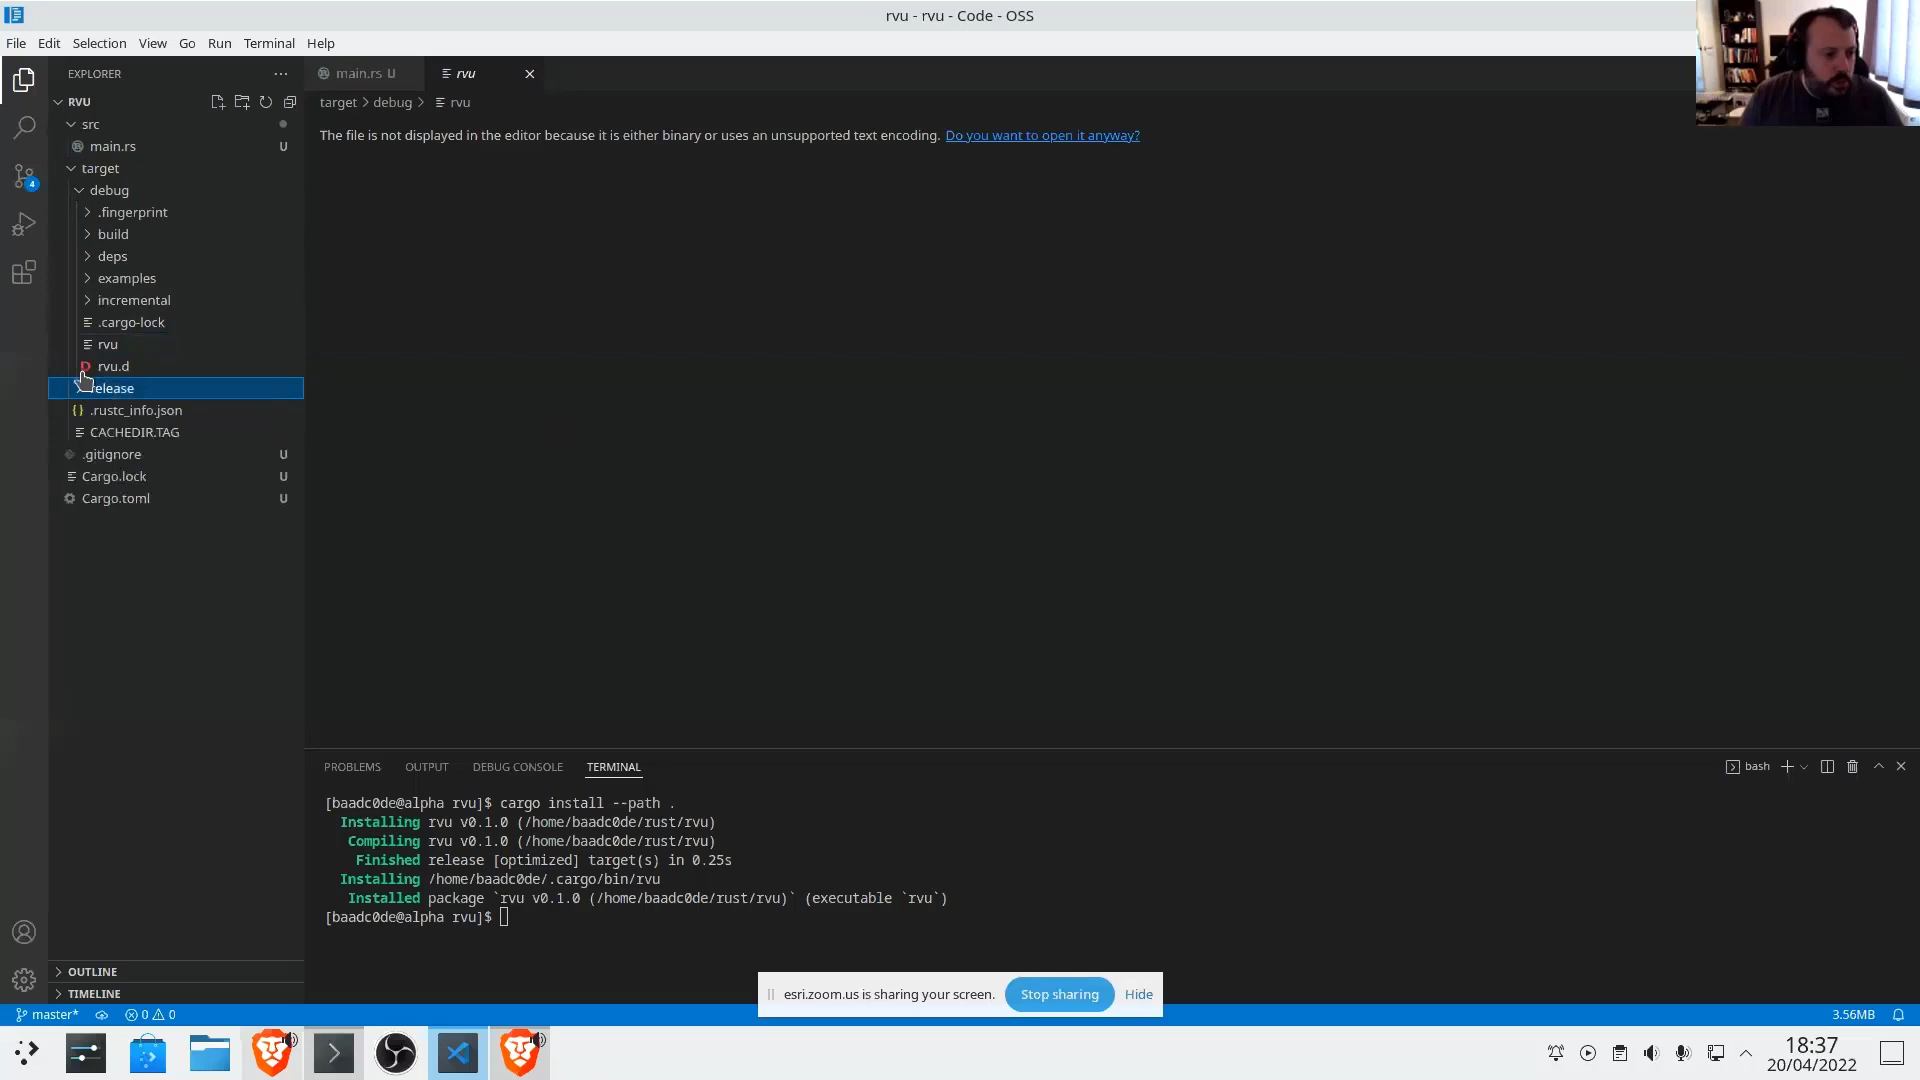 rvu - rvu - Code - OSS
File Edit Selection View Go Run Terminal Help
EXPLORER
RVU
src
main.rs U
target
debug
.fingerprint
build
deps
examples
incremental
.cargo-lock
rvu
D rvu.d
release
{} .rustc_info.json
CACHEDIR.TAG
.gitignore U
Cargo.lock U
Cargo.toml U
OUTLINE
TIMELINE
main.rs U rvu
target > debug > rvu
The file is not displayed in the editor because it is either binary or uses an unsupported text encoding. Do you want to open it anyway?
PROBLEMS OUTPUT DEBUG CONSOLE TERMINAL
bash
[baadc0de@alpha rvu]$ cargo install --path .
Installing rvu v0.1.0 (/home/baadc0de/rust/rvu)
Compiling rvu v0.1.0 (/home/baadc0de/rust/rvu)
Finished release [optimized] target(s) in 0.25s
Installing /home/baadc0de/.cargo/bin/rvu
Installed package `rvu v0.1.0 (/home/baadc0de/rust/rvu)` (executable `rvu`)
[baadc0de@alpha rvu]$
esri.zoom.us is sharing your screen. Stop sharing Hide
4
master* 0 0
3.56MB
18:37
20/04/2022